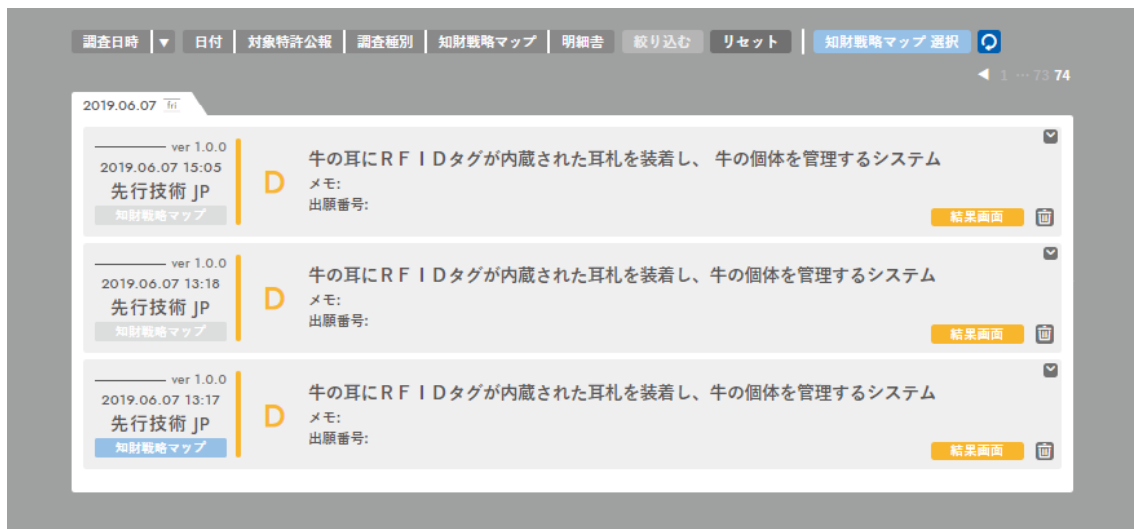 調査日時 ▼ 日付 対象特許公報 調査種別 知財戦略マップ 明細書 絞り込む リセット 知財戦略マップ 選択
◀ 1 … 73 74
2019.06.07 fri
ver 1.0.0
2019.06.07 15:05
先行技術 JP
知財戦略マップ
D
牛の耳にＲＦＩＤタグが内蔵された耳札を装着し、 牛の個体を管理するシステム
メモ:
出願番号:
結果画面
ver 1.0.0
2019.06.07 13:18
先行技術 JP
知財戦略マップ
D
牛の耳にＲＦＩＤタグが内蔵された耳札を装着し、牛の個体を管理するシステム
メモ:
出願番号:
結果画面
ver 1.0.0
2019.06.07 13:17
先行技術 JP
知財戦略マップ
D
牛の耳にＲＦＩＤタグが内蔵された耳札を装着し、牛の個体を管理するシステム
メモ:
出願番号:
結果画面